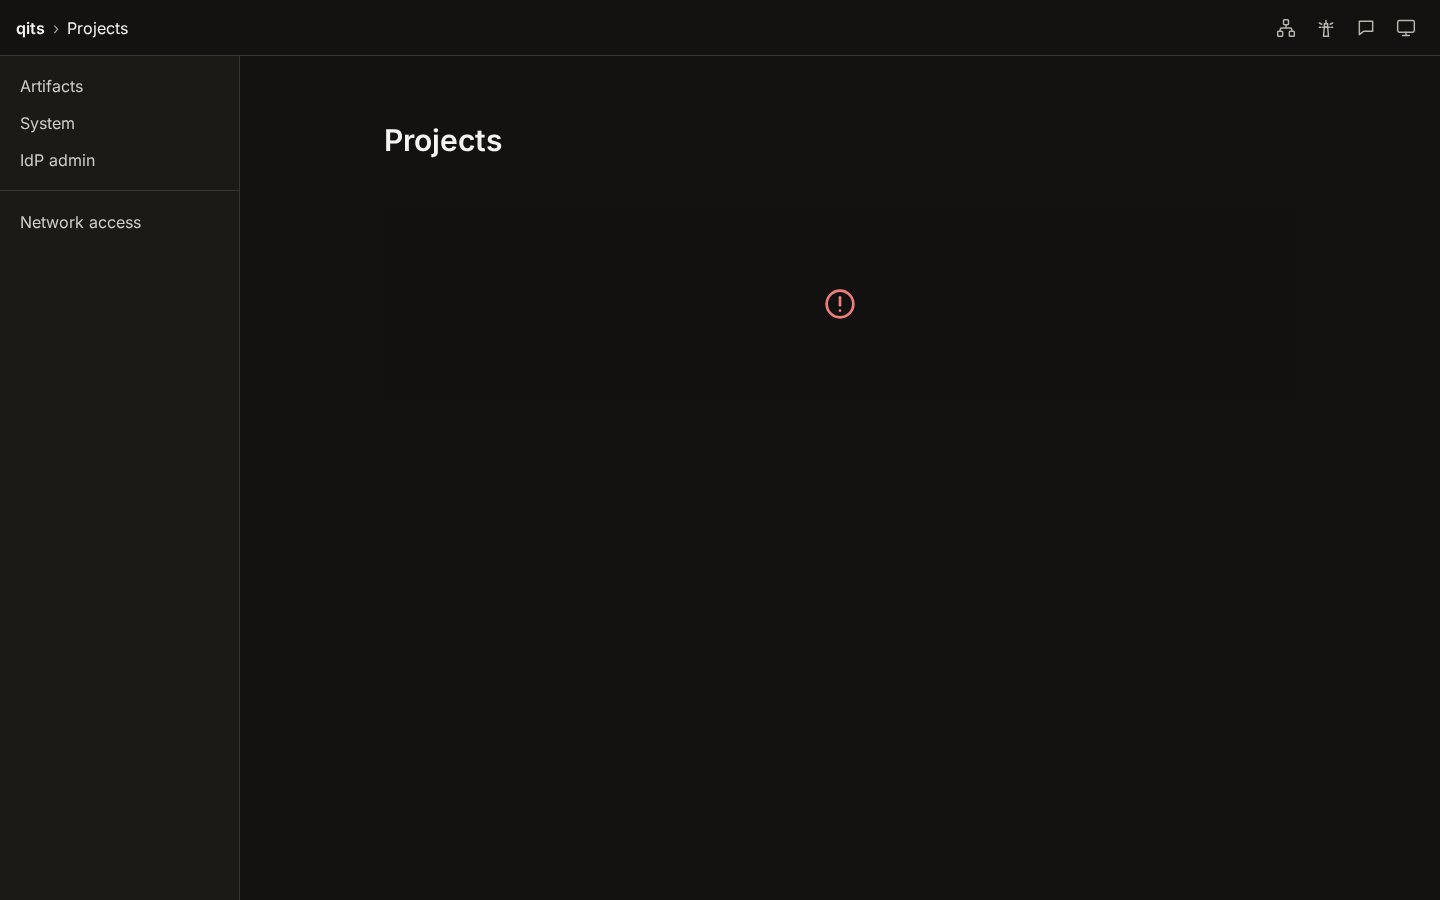 qits › Projects
Artifacts
System
IdP admin
Network access
Projects